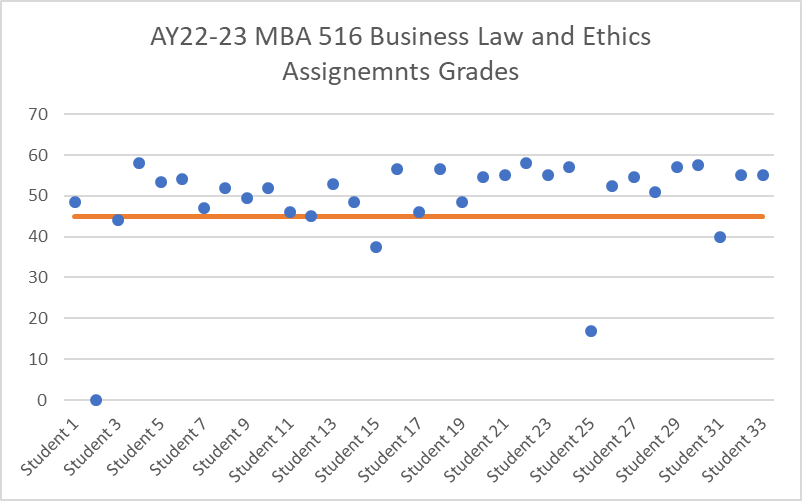 AY22-23 MBA 516 Business Law and Ethics
Assignemnts Grades
70
60
50
40
30
20
10
0
Student 1
Student 3
Student 5
Student 7
Student 9
Student 11
Student 13
Student 15
Student 17
Student 19
Student 21
Student 23
Student 25
Student 27
Student 29
Student 31
Student 33